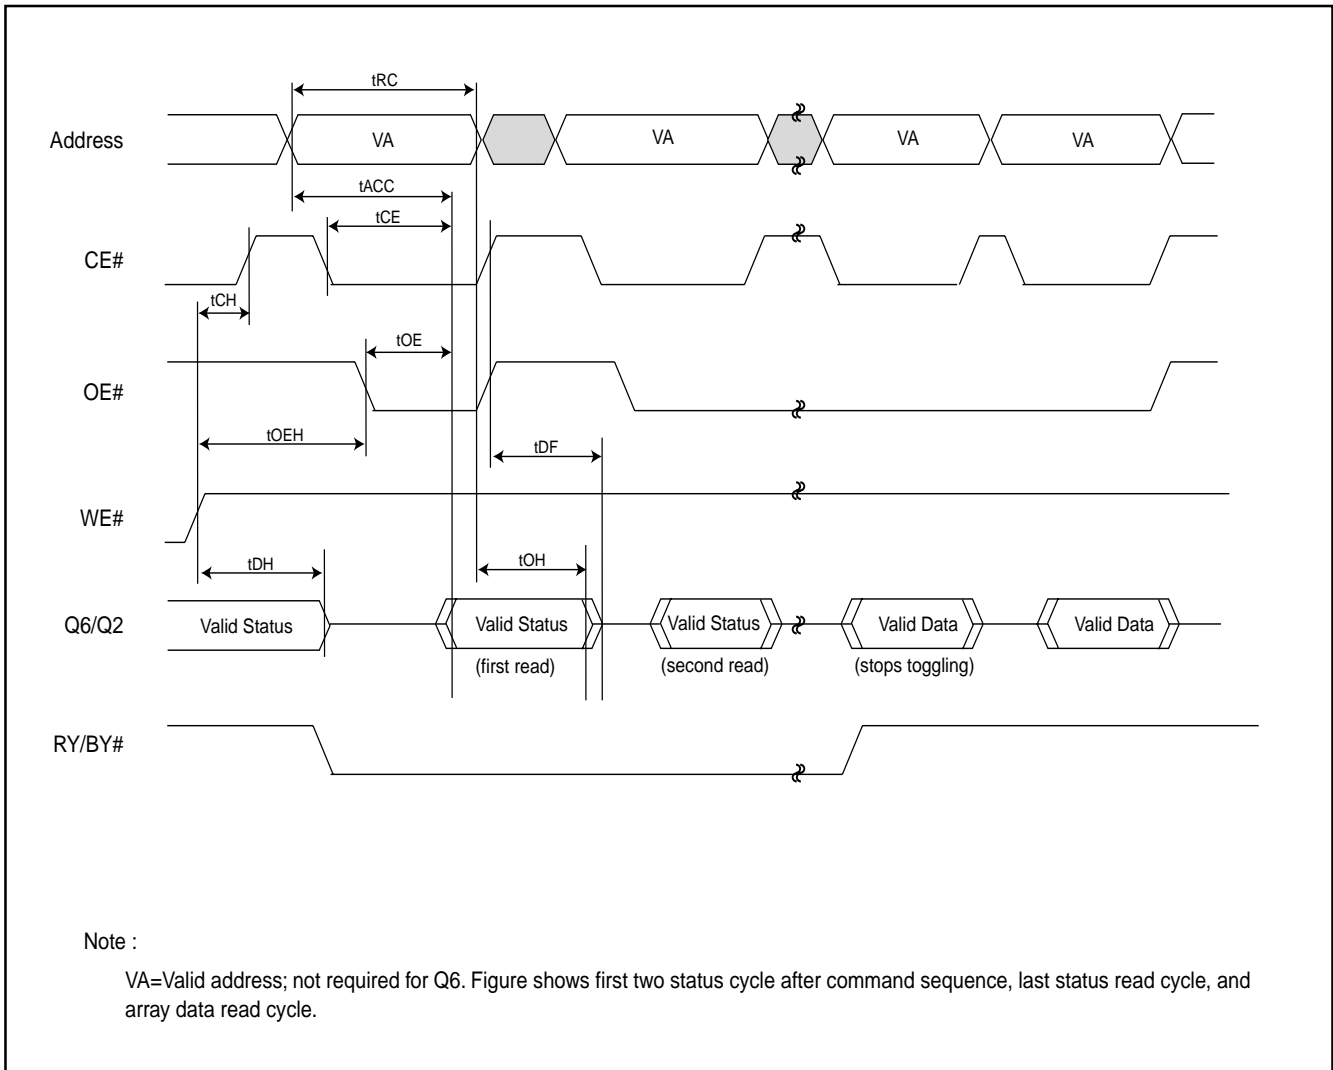 tRC
Address
VA
VA
VA
VA
tACC
tCE
CE#
tCH
tOE
OE#
tOEH
tDF
WE#
tDH
tOH
Q6/Q2
Valid Status
Valid Status
Valid Status
Valid Data
Valid Data
(first read)
(second read)
(stops toggling)
RY/BY#
Note :
VA=Valid address; not required for Q6. Figure shows first two status cycle after command sequence, last status read cycle, and
array data read cycle.